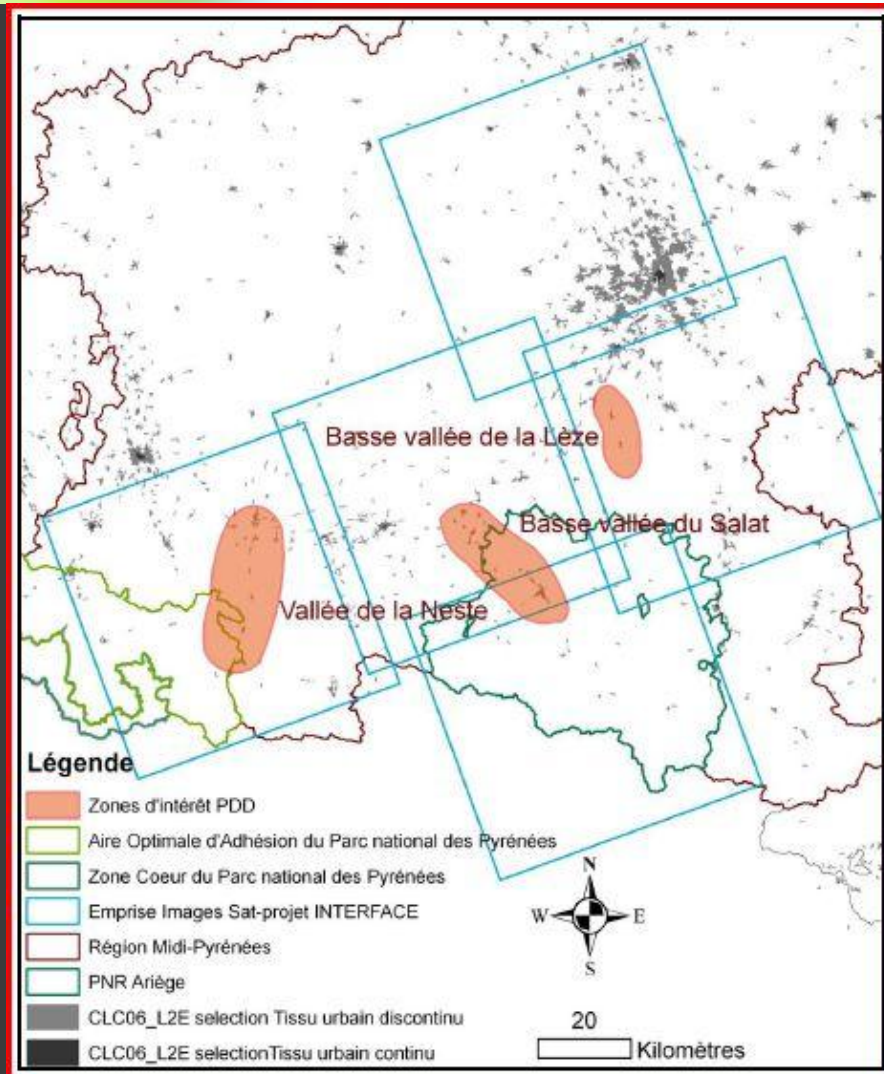 Basse vallée de la Lèze
Basse vallée du Salat
Vallée de la Neste
Légende
Zones d'intérêt PDD
Aire Optimale d'Adhésion du Parc national des Pyrénées
Zone Coeur du Parc national des Pyrénées
Emprise Images Sat-projet INTERFACE
Région Midi-Pyrénées
PNR Ariège
CLC06_L2E selection Tissu urbain discontinu
CLC06_L2E selectionTissu urbain continu
N
W E
S
20
Kilomètres